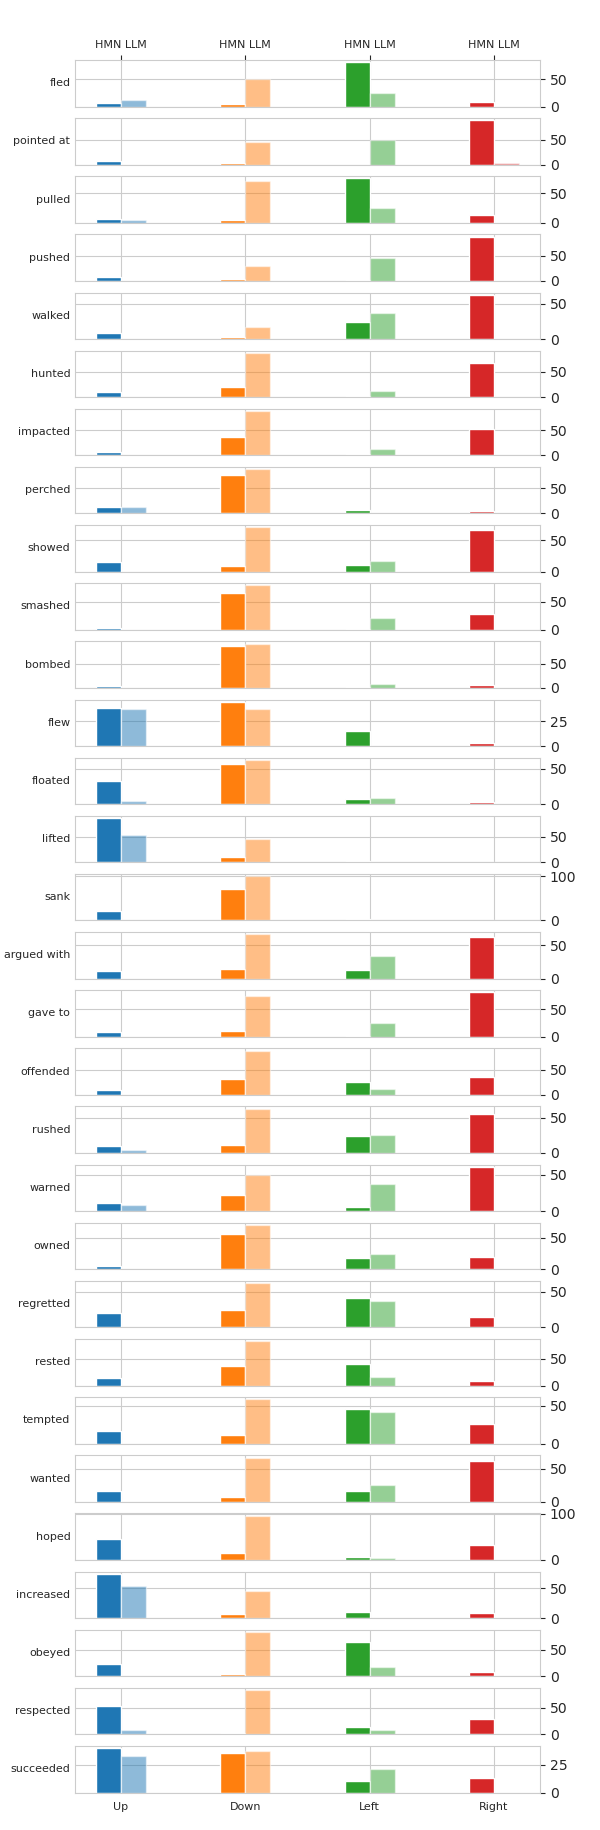 HMN LLM HMN LLM HMN LLM HMN LLM
fled 50 0
pointed at 50 0
pulled 50 0
pushed 50 0
walked 50 0
hunted 50 0
impacted 50 0
perched 50 0
showed 50 0
smashed 50 0
bombed 50 0
flew 25 0
floated 50 0
lifted 50 0
sank 100 0
argued with 50 0
gave to 50 0
offended 50 0
rushed 50 0
warned 50 0
owned 50 0
regretted 50 0
rested 50 0
tempted 50 0
wanted 50 0
hoped 100 0
increased 50 0
obeyed 50 0
respected 50 0
succeeded 25 0
Up Down Left Right